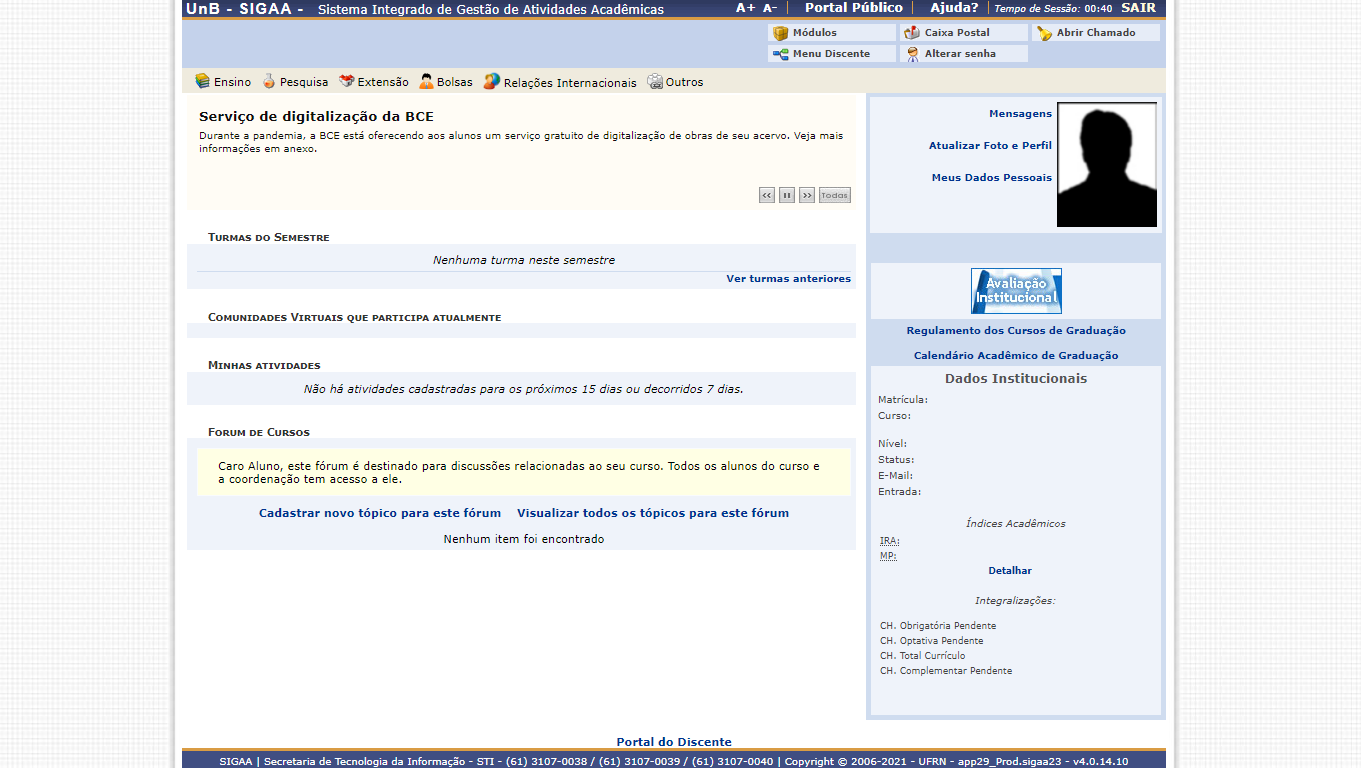 UnB - SIGAA - Sistema Integrado de Gestão de Atividades Acadêmicas
A+ A- | Portal Público | Ajuda? | Tempo de Sessão: 00:40 SAIR
Módulos
Caixa Postal
Abrir Chamado
Menu Discente
Alterar senha
Ensino
Pesquisa
Extensão
Bolsas
Relações Internacionais
Outros
Serviço de digitalização da BCE
Durante a pandemia, a BCE está oferecendo aos alunos um serviço gratuito de digitalização de obras de seu acervo. Veja mais
informações em anexo.
<< II >> Todas
Turmas do Semestre
Nenhuma turma neste semestre
Ver turmas anteriores
Comunidades Virtuais que participa atualmente
Minhas atividades
Não há atividades cadastradas para os próximos 15 dias ou decorridos 7 dias.
Forum de Cursos
Caro Aluno, este fórum é destinado para discussões relacionadas ao seu curso. Todos os alunos do curso e
a coordenação tem acesso a ele.
Cadastrar novo tópico para este fórum Visualizar todos os tópicos para este fórum
Nenhum item foi encontrado
Mensagens
Atualizar Foto e Perfil
Meus Dados Pessoais
Avaliação
Institucional
Regulamento dos Cursos de Graduação
Calendário Acadêmico de Graduação
Dados Institucionais
Matrícula:
Curso:
Nível:
Status:
E-Mail:
Entrada:
Índices Acadêmicos
IRA:
MP:
Detalhar
Integralizações:
CH. Obrigatória Pendente
CH. Optativa Pendente
CH. Total Currículo
CH. Complementar Pendente
Portal do Discente
SIGAA | Secretaria de Tecnologia da Informação - STI - (61) 3107-0038 / (61) 3107-0039 / (61) 3107-0040 | Copyright © 2006-2021 - UFRN - app29_Prod.sigaa23 - v4.0.14.10